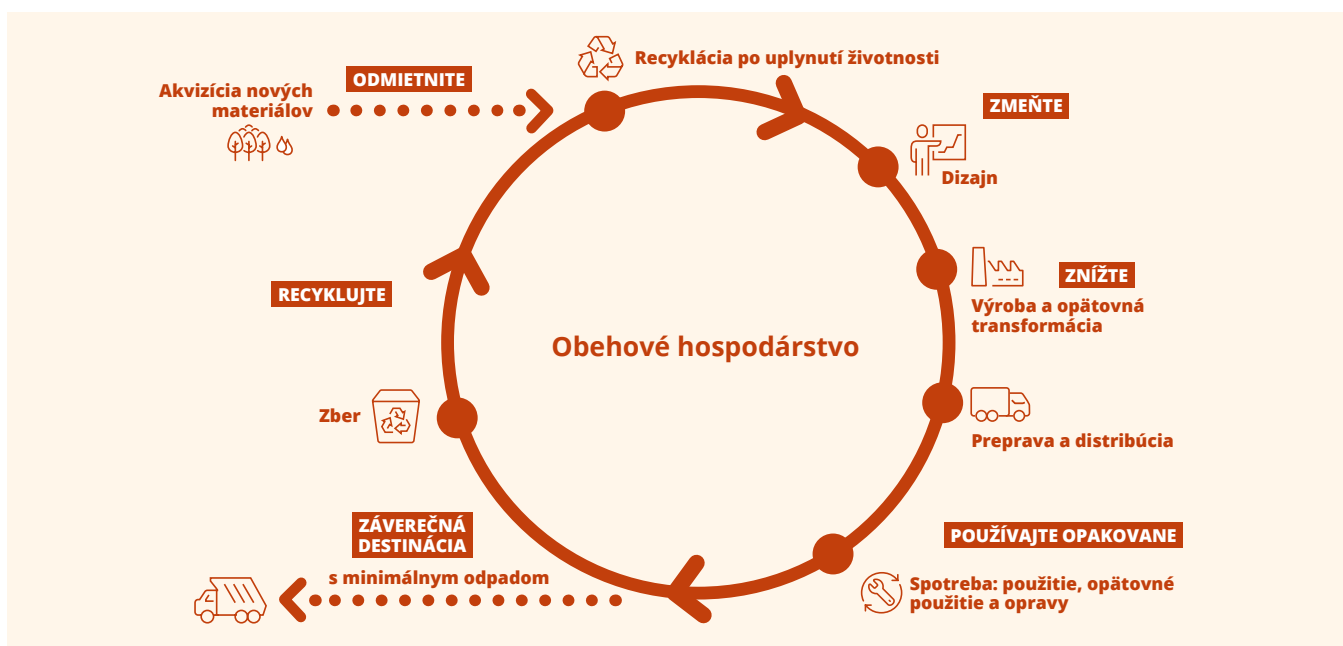 Recyklácia po uplynutí životnosti
ODMIETNITE
Akvizícia nových
materiálov
ZMEŇTE
Dizajn
ZNÍŽTE
Výroba a opätovná
transformácia
RECYKLUJTE
Obehové hospodárstvo
Zber
Preprava a distribúcia
ZÁVEREČNÁ
DESTINÁCIA
s minimálnym odpadom
POUŽÍVAJTE OPAKOVANE
Spotreba: použitie, opätovné
použitie a opravy